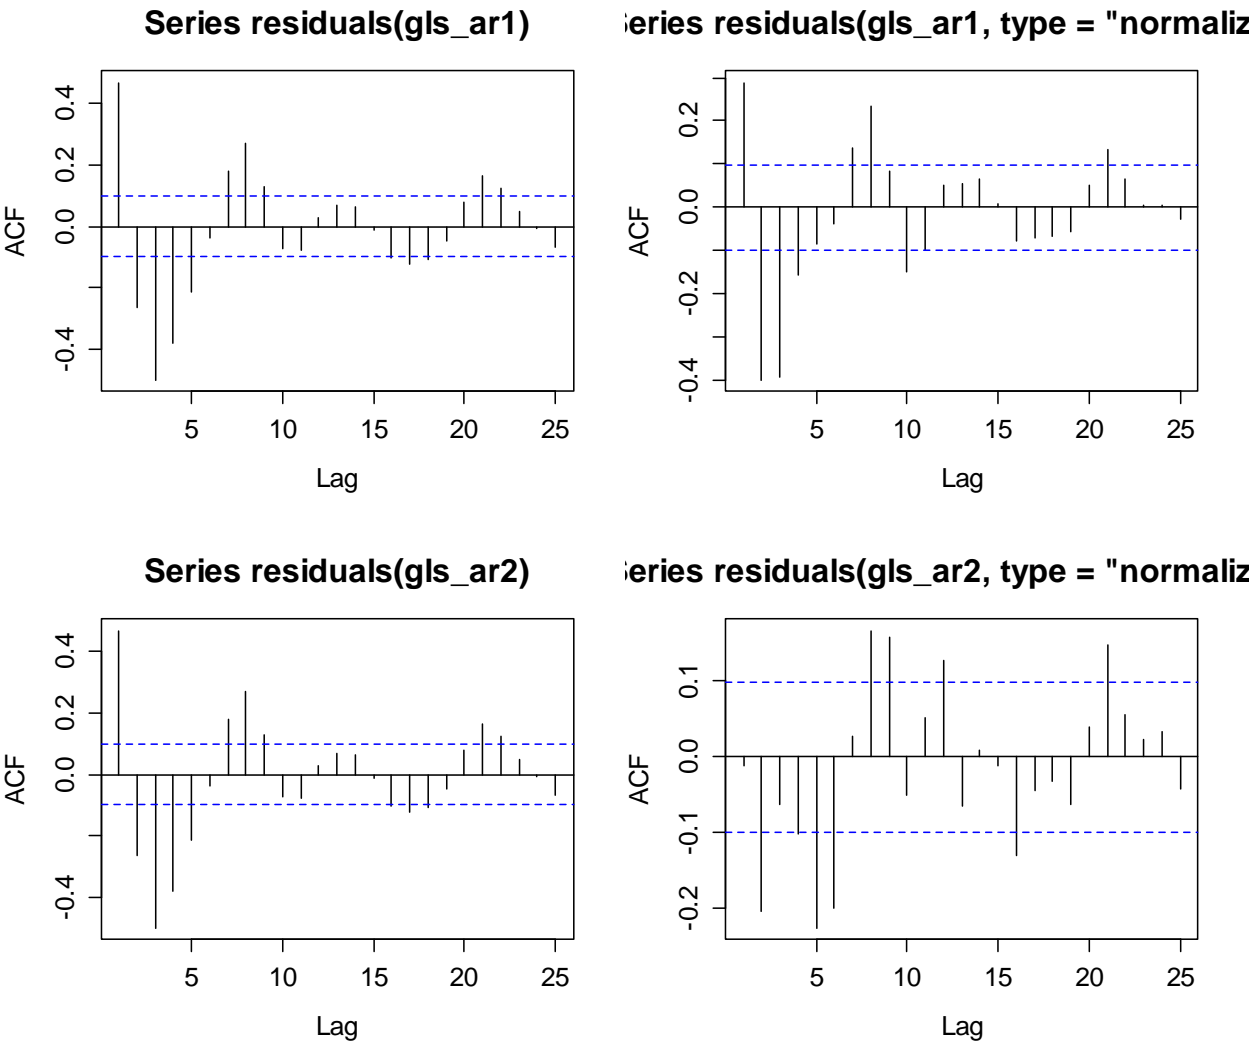 Series residuals(gls_ar1)
eries residuals(gls_ar1, type = "normaliz
ACF
0.4
0.2
0.0
-0.4
5 10 15 20 25
Lag
ACF
0.2
0.0
-0.2
-0.4
5 10 15 20 25
Lag
Series residuals(gls_ar2)
eries residuals(gls_ar2, type = "normaliz
ACF
0.4
0.2
0.0
-0.4
5 10 15 20 25
Lag
ACF
0.1
0.0
-0.1
-0.2
5 10 15 20 25
Lag